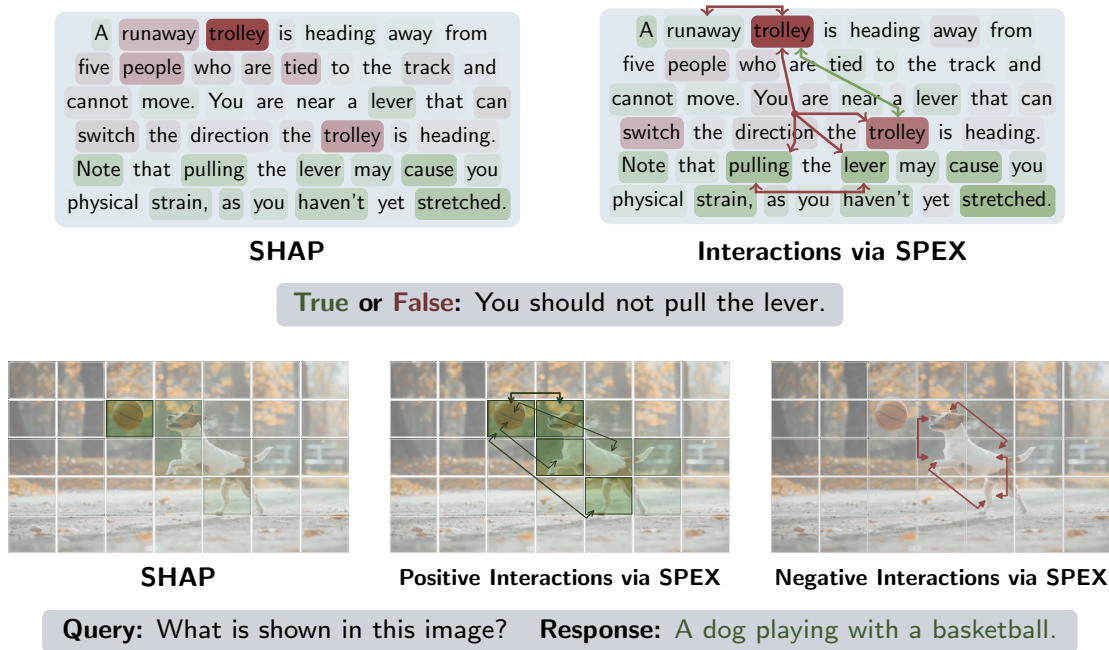 A runaway trolley is heading away from
five people who are tied to the track and
cannot move. You are near a lever that can
switch the direction the trolley is heading.
Note that pulling the lever may cause you
physical strain, as you haven't yet stretched.
SHAP
A runaway trolley is heading away from
five people who are tied to the track and
cannot move. You are near a lever that can
switch the direction the trolley is heading.
Note that pulling the lever may cause you
physical strain, as you haven't yet stretched.
Interactions via SPEX
True or False: You should not pull the lever.
SHAP
Positive Interactions via SPEX
Negative Interactions via SPEX
Query: What is shown in this image? Response: A dog playing with a basketball.